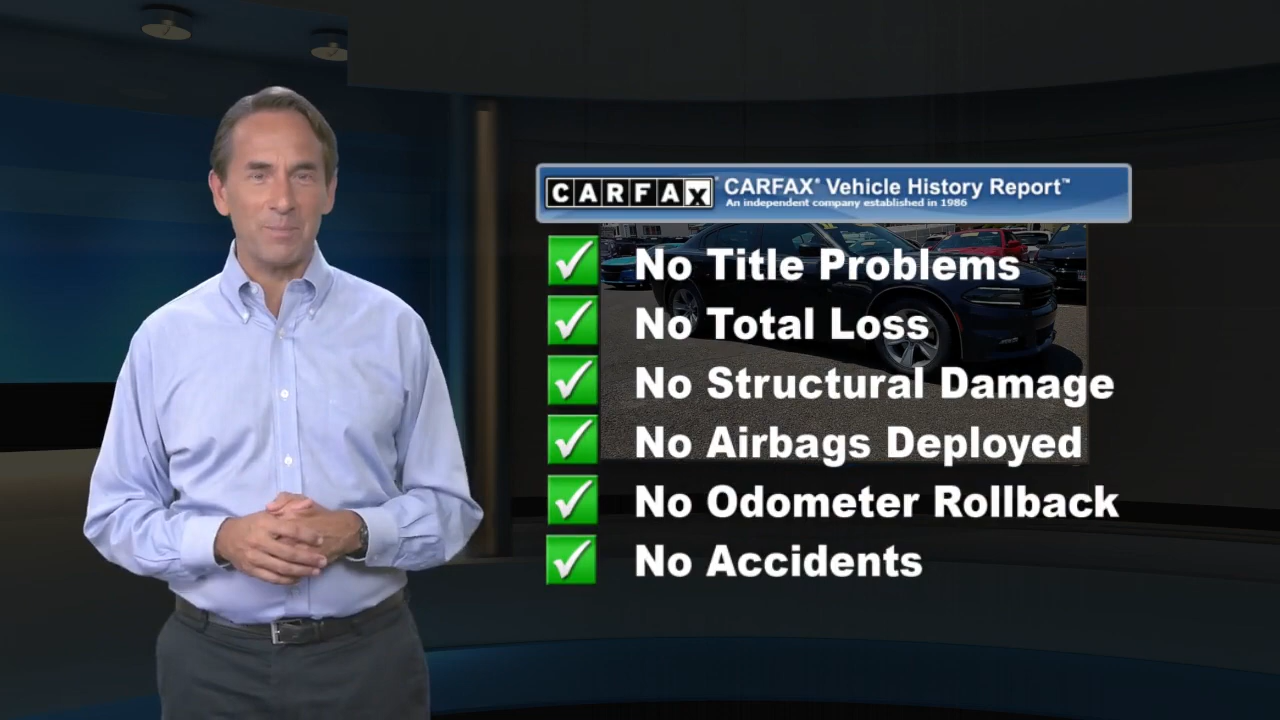 CARFAX® CARFAX® Vehicle History Report™
An independent company established in 1986
No Title Problems
No Total Loss
No Structural Damage
No Airbags Deployed
No Odometer Rollback
No Accidents